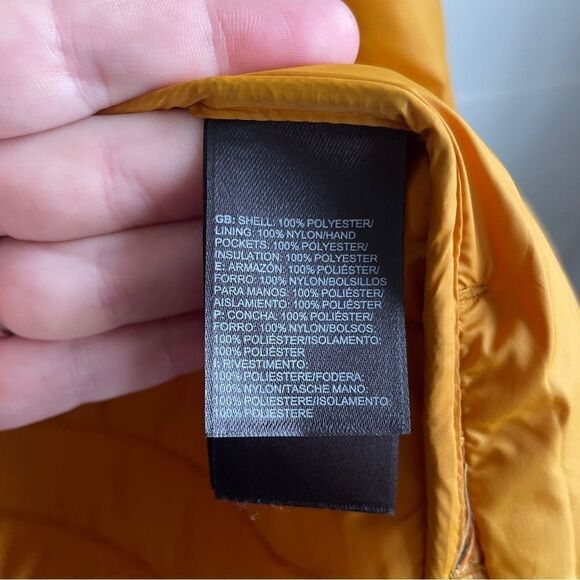 GB: SHELL: 100% POLYESTER/
LINING: 100% NYLON/HAND
POCKETS: 100% POLYESTER/
INSULATION: 100% POLYESTER
E: ARMAZÓN: 100% POLIÉSTER/
FORRO: 100% NYLON/BOLSILLOS
PARA MANOS: 100% POLIÉSTER/
AISLAMIENTO: 100% POLIÉSTER
P: CONCHA: 100% POLIÉSTER/
FORRO: 100% NYLON/BOLSOS:
100% POLIÉSTER/ISOLAMENTO:
100% POLIÉSTER
I: RIVESTIMENTO:
100% POLIESTERE/FODERA:
100% NYLON/TASCHE MANO:
100% POLIESTERE/ISOLAMENTO:
100% POLIESTERE